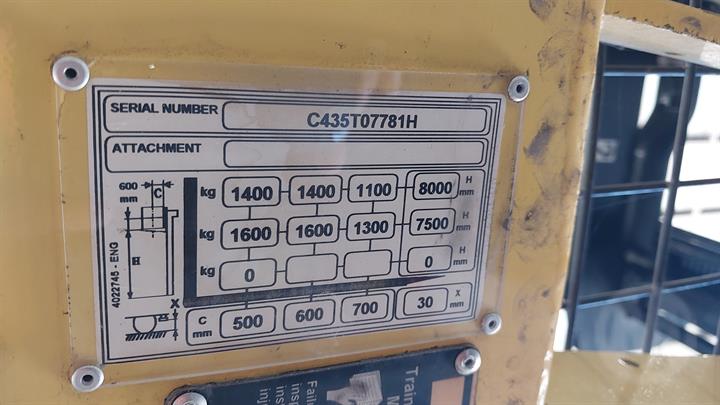 SERIAL NUMBER C435T07781H
ATTACHMENT
600 mm C
kg 1400 1400 1100 8000 H mm
kg 1600 1600 1300 7500 H mm
kg 0 0 H mm
H
X
C mm 500 600 700 30 X mm
4022745 - ENG
Train